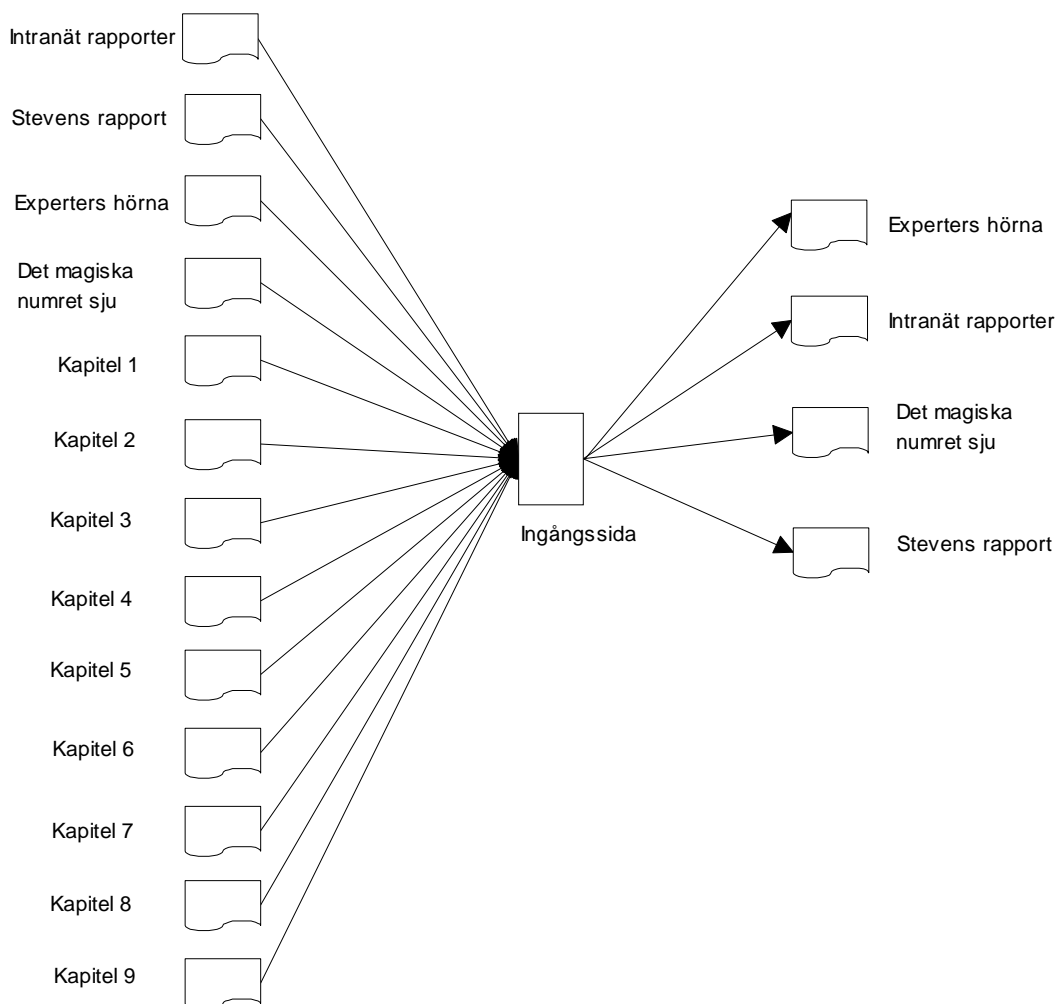 Intranät rapporter
Stevens rapport
Experters hörna
Det magiska
numret sju
Kapitel 1
Kapitel 2
Kapitel 3
Kapitel 4
Kapitel 5
Kapitel 6
Kapitel 7
Kapitel 8
Kapitel 9
Ingångssida
Experters hörna
Intranät rapporter
Det magiska
numret sju
Stevens rapport